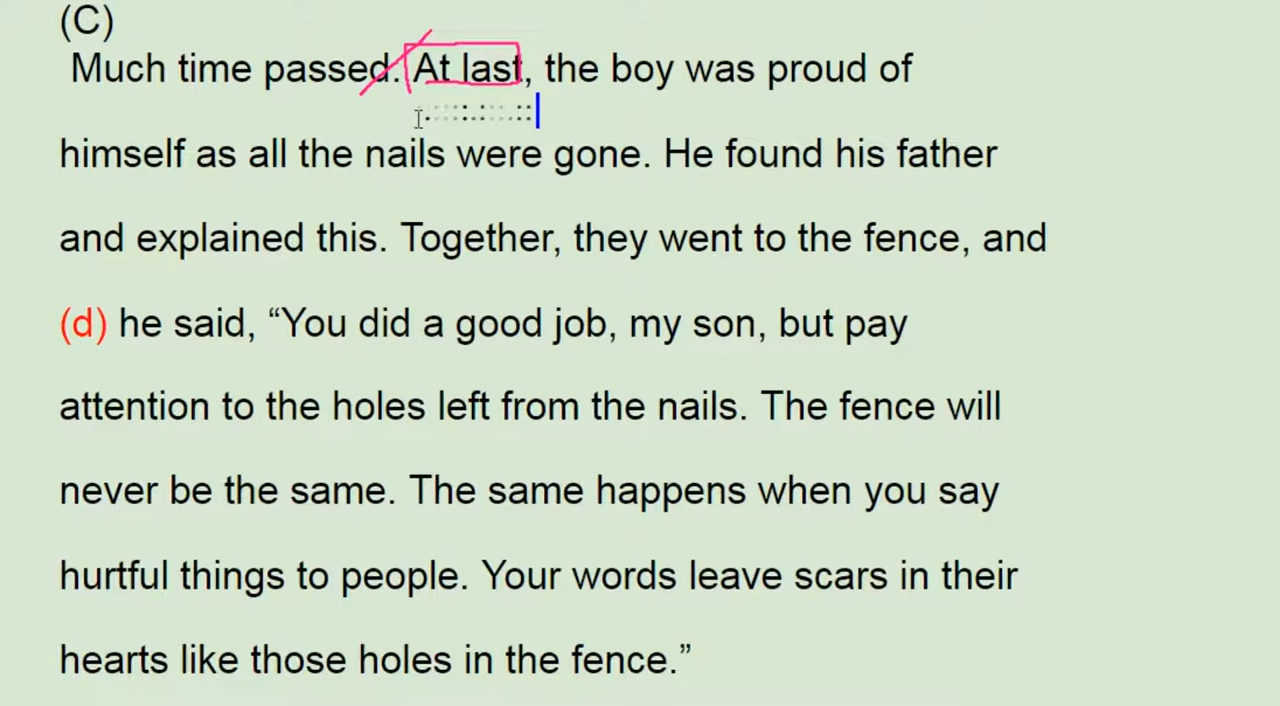 (C)
Much time passed. At last, the boy was proud of
himself as all the nails were gone. He found his father
and explained this. Together, they went to the fence, and
(d) he said, “You did a good job, my son, but pay
attention to the holes left from the nails. The fence will
never be the same. The same happens when you say
hurtful things to people. Your words leave scars in their
hearts like those holes in the fence.”